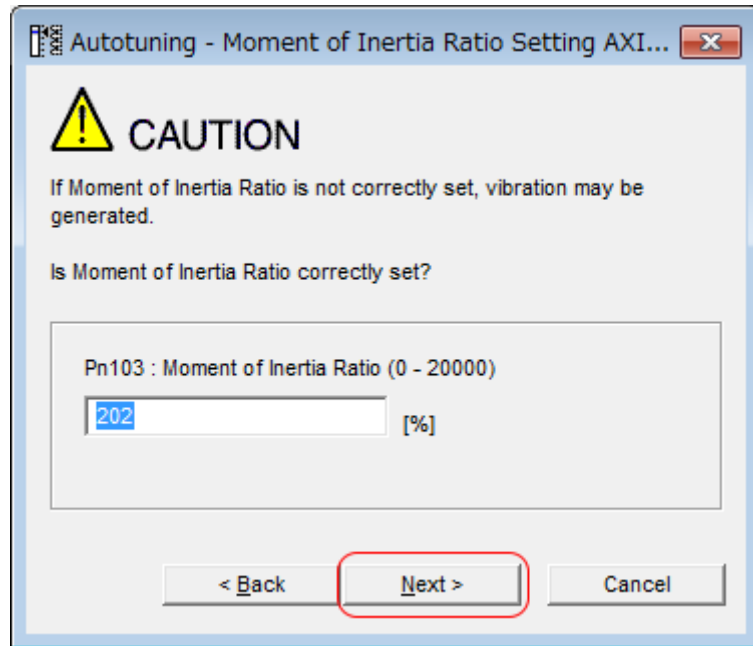 Autotuning - Moment of Inertia Ratio Setting AXI...
CAUTION
If Moment of Inertia Ratio is not correctly set, vibration may be
generated.
Is Moment of Inertia Ratio correctly set?
Pn103 : Moment of Inertia Ratio (0 - 20000)
202
[%]
< Back
Next >
Cancel